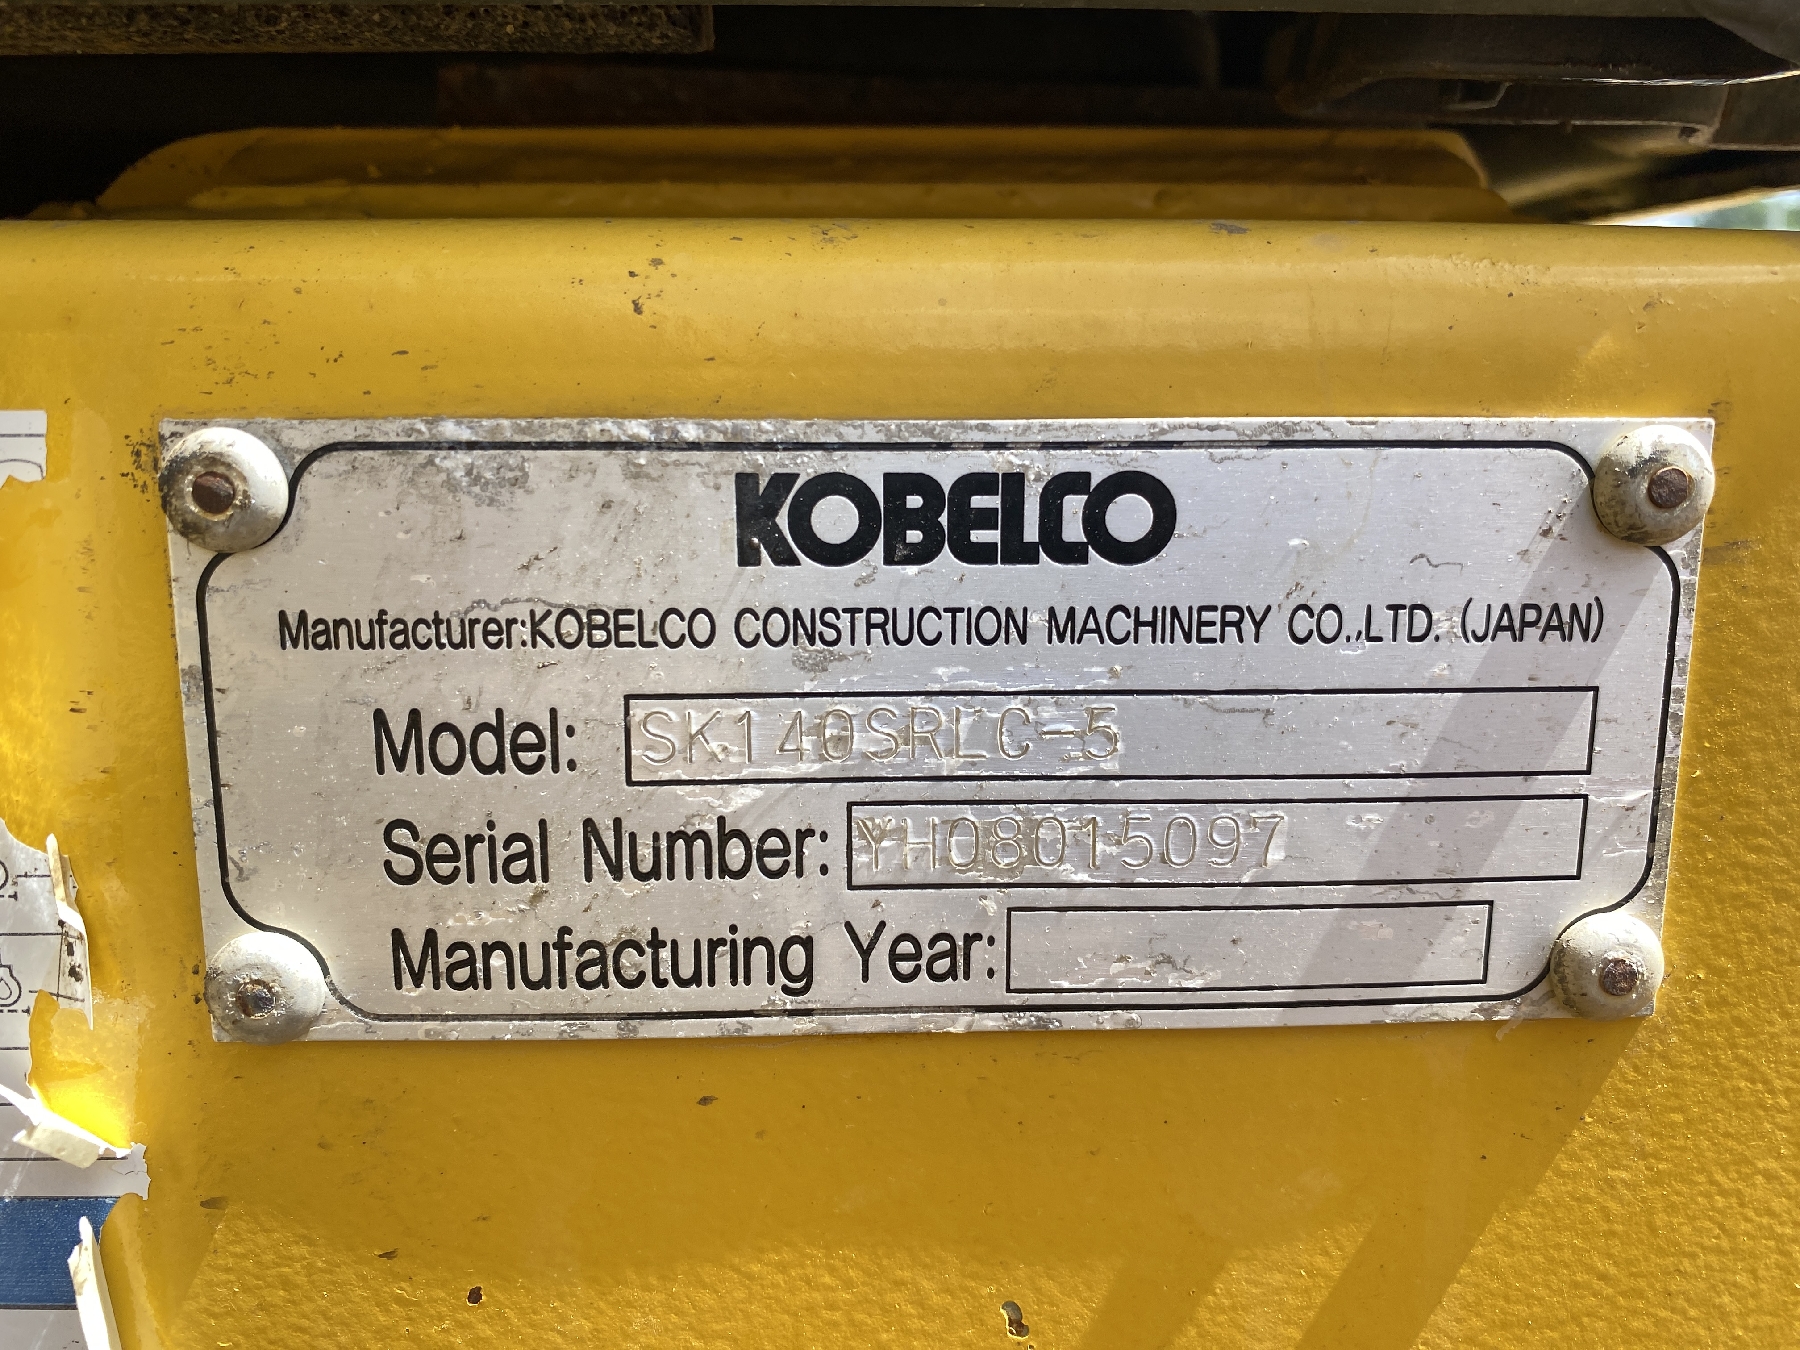 KOBELCO
Manufacturer:KOBELCO CONSTRUCTION MACHINERY CO.,LTD. (JAPAN)
Model: SK140SRLC-5
Serial Number: YH08015097
Manufacturing Year: